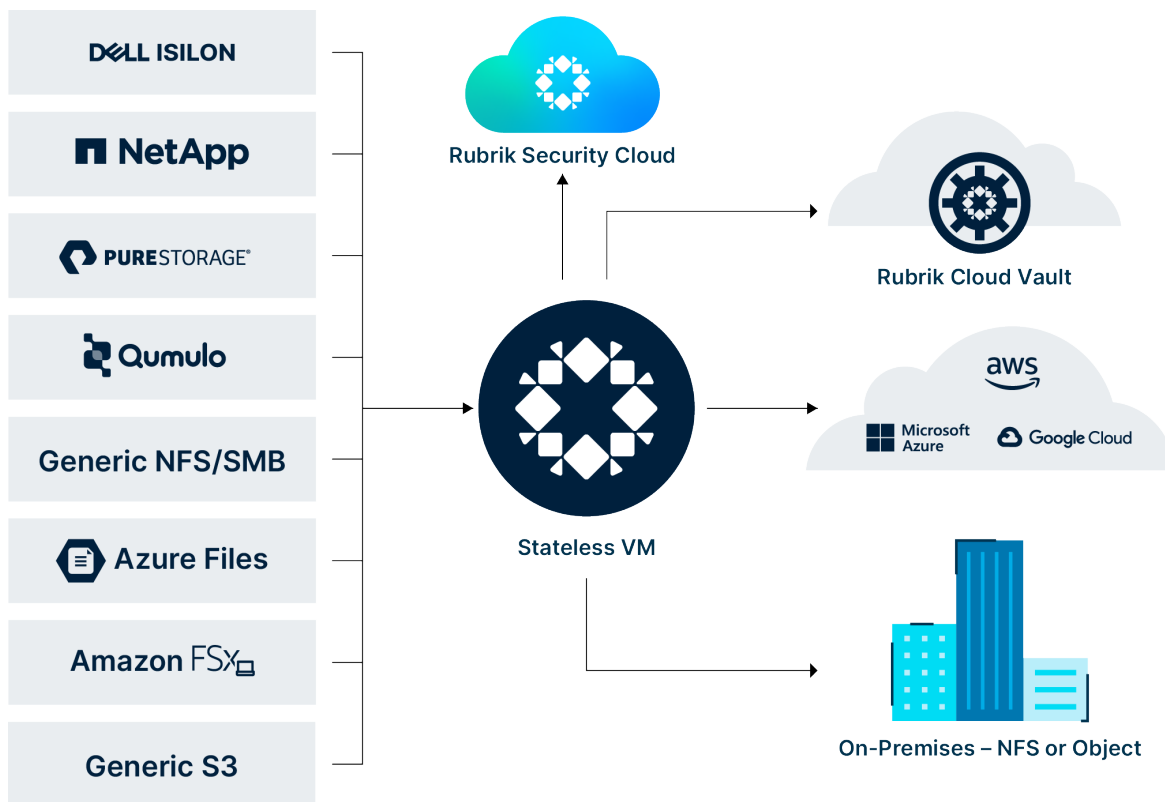 DELL ISILON
NetApp
PURESTORAGE®
Qumulo
Generic NFS/SMB
Azure Files
Amazon FSx
Generic S3
Rubrik Security Cloud
Stateless VM
Rubrik Cloud Vault
aws
Microsoft
Azure
Google Cloud
On-Premises – NFS or Object